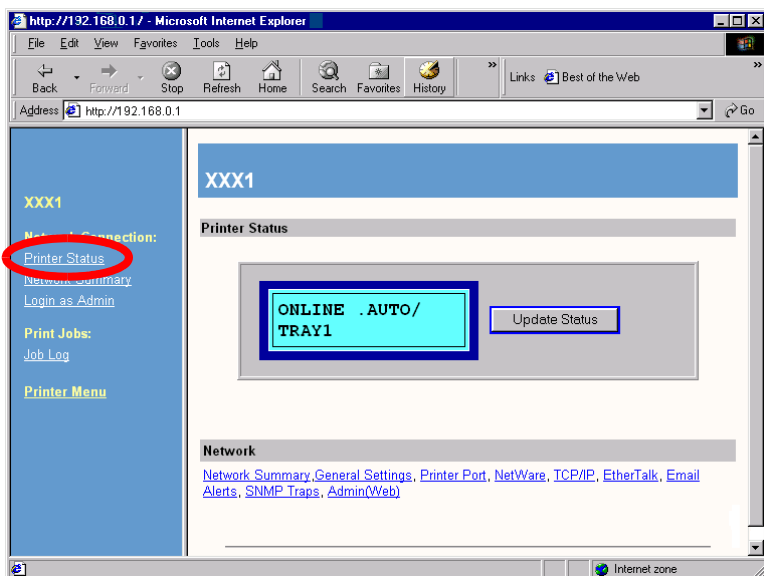 http://192.168.0.1/ - Microsoft Internet Explorer
File Edit View Favorites Tools Help
Back Forward Stop Refresh Home Search Favorites History » Links Best of the Web »
Address http://192.168.0.1 Go
XXX1
XXX1
Network Connection:
Printer Status
Network Summary
Login as Admin
Print Jobs:
Job Log
Printer Menu
Printer Status
ONLINE .AUTO/
TRAY1
Update Status
Network
Network Summary,General Settings, Printer Port, NetWare, TCP/IP, EtherTalk, Email
Alerts, SNMP Traps, Admin(Web)
Internet zone